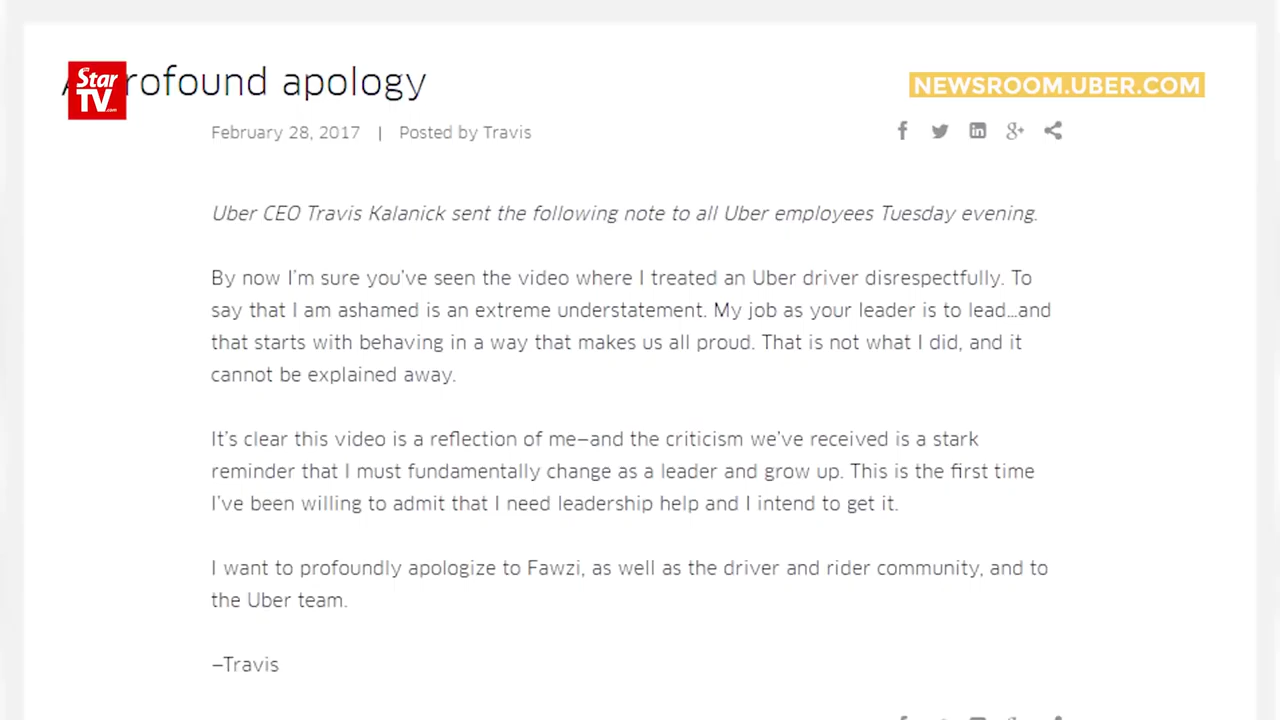 A profound apology
Star
TV.com
NEWSROOM.UBER.COM
February 28, 2017 | Posted by Travis
Uber CEO Travis Kalanick sent the following note to all Uber employees Tuesday evening.
By now I'm sure you've seen the video where I treated an Uber driver disrespectfully. To
say that I am ashamed is an extreme understatement. My job as your leader is to lead...and
that starts with behaving in a way that makes us all proud. That is not what I did, and it
cannot be explained away.
It's clear this video is a reflection of me–and the criticism we've received is a stark
reminder that I must fundamentally change as a leader and grow up. This is the first time
I've been willing to admit that I need leadership help and I intend to get it.
I want to profoundly apologize to Fawzi, as well as the driver and rider community, and to
the Uber team.
–Travis